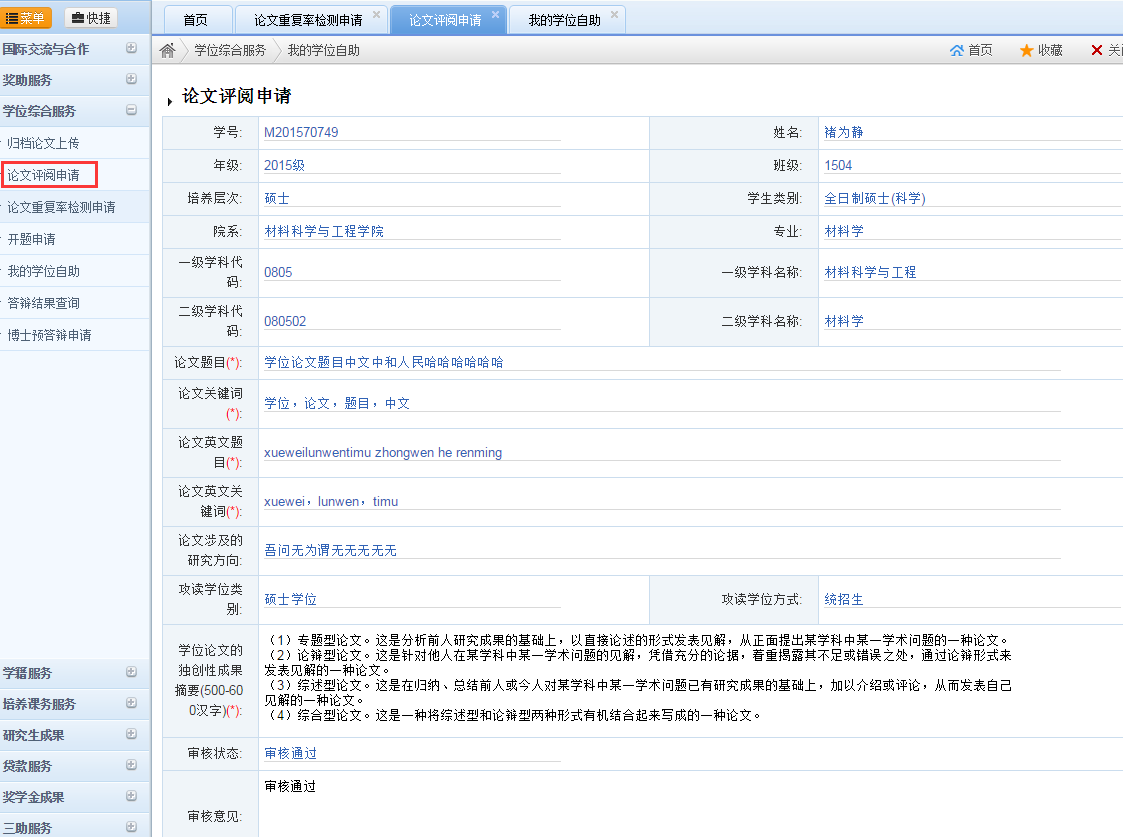 菜单
快捷
首页
论文重复率检测申请
论文评阅申请
我的学位自助
国际交流与合作
奖助服务
学位综合服务
归档论文上传
论文评阅申请
论文重复率检测申请
开题申请
我的学位自助
答辩结果查询
博士预答辩申请
学籍服务
培养课务服务
研究生成果
贷款服务
奖学金成果
三助服务
学位综合服务
我的学位自助
首页
收藏
论文评阅申请
学号: M201570749 姓名: 褚为静
年级: 2015级 班级: 1504
培养层次: 硕士 学生类别: 全日制硕士(科学)
院系: 材料科学与工程学院 专业: 材料学
一级学科代
码: 0805 一级学科名称: 材料科学与工程
二级学科代
码: 080502 二级学科名称: 材料学
论文题目(*): 学位论文题目中文中和人民哈哈哈哈哈哈
论文关键词
(*): 学位，论文，题目，中文
论文英文题
目(*): xueweilunwentimu zhongwen he renming
论文英文关
键词(*): xuewei，lunwen，timu
论文涉及的
研究方向: 吾问无为谓无无无无无
攻读学位类
别: 硕士学位 攻读学位方式: 统招生
学位论文的
独创性成果
摘要(500-60
0汉字)(*):
（1）专题型论文。这是分析前人研究成果的基础上，以直接论述的形式发表见解，从正面提出某学科中某一学术问题的一种论文。
（2）论辩型论文。这是针对他人在某学科中某一学术问题的见解，凭借充分的论据，着重揭露其不足或错误之处，通过论辩形式来
发表见解的一种论文。
（3）综述型论文。这是在归纳、总结前人或今人对某学科中某一学术问题已有研究成果的基础上，加以介绍或评论，从而发表自己
见解的一种论文。
（4）综合型论文。这是一种将综述型和论辩型两种形式有机结合起来写成的一种论文。
审核状态: 审核通过
审核意见: 审核通过